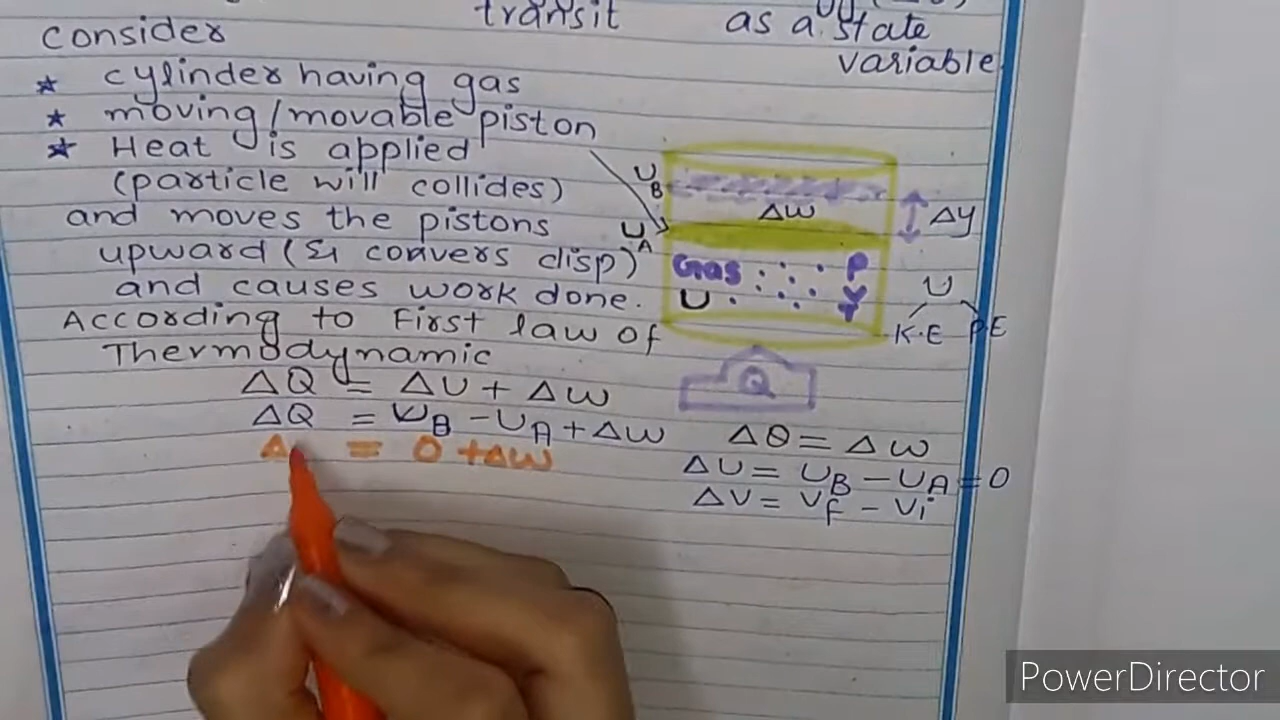 transit
as a state
variable
consider
* cylinder having gas
* moving/movable piston
* Heat is applied
(particle will collides)
and moves the pistons
upward (& convers disp)
and causes work done.
According to First law of
Thermodynamic
ΔQ = ΔU + ΔW
ΔQ = UB - UA + ΔW
Δ = 0 + ΔW
UB
ΔW
Δy
UA
Gas P
U V
U
K.E P.E
Q
ΔQ = ΔW
ΔU = UB - UA = 0
ΔV = Vf - Vi
PowerDirector